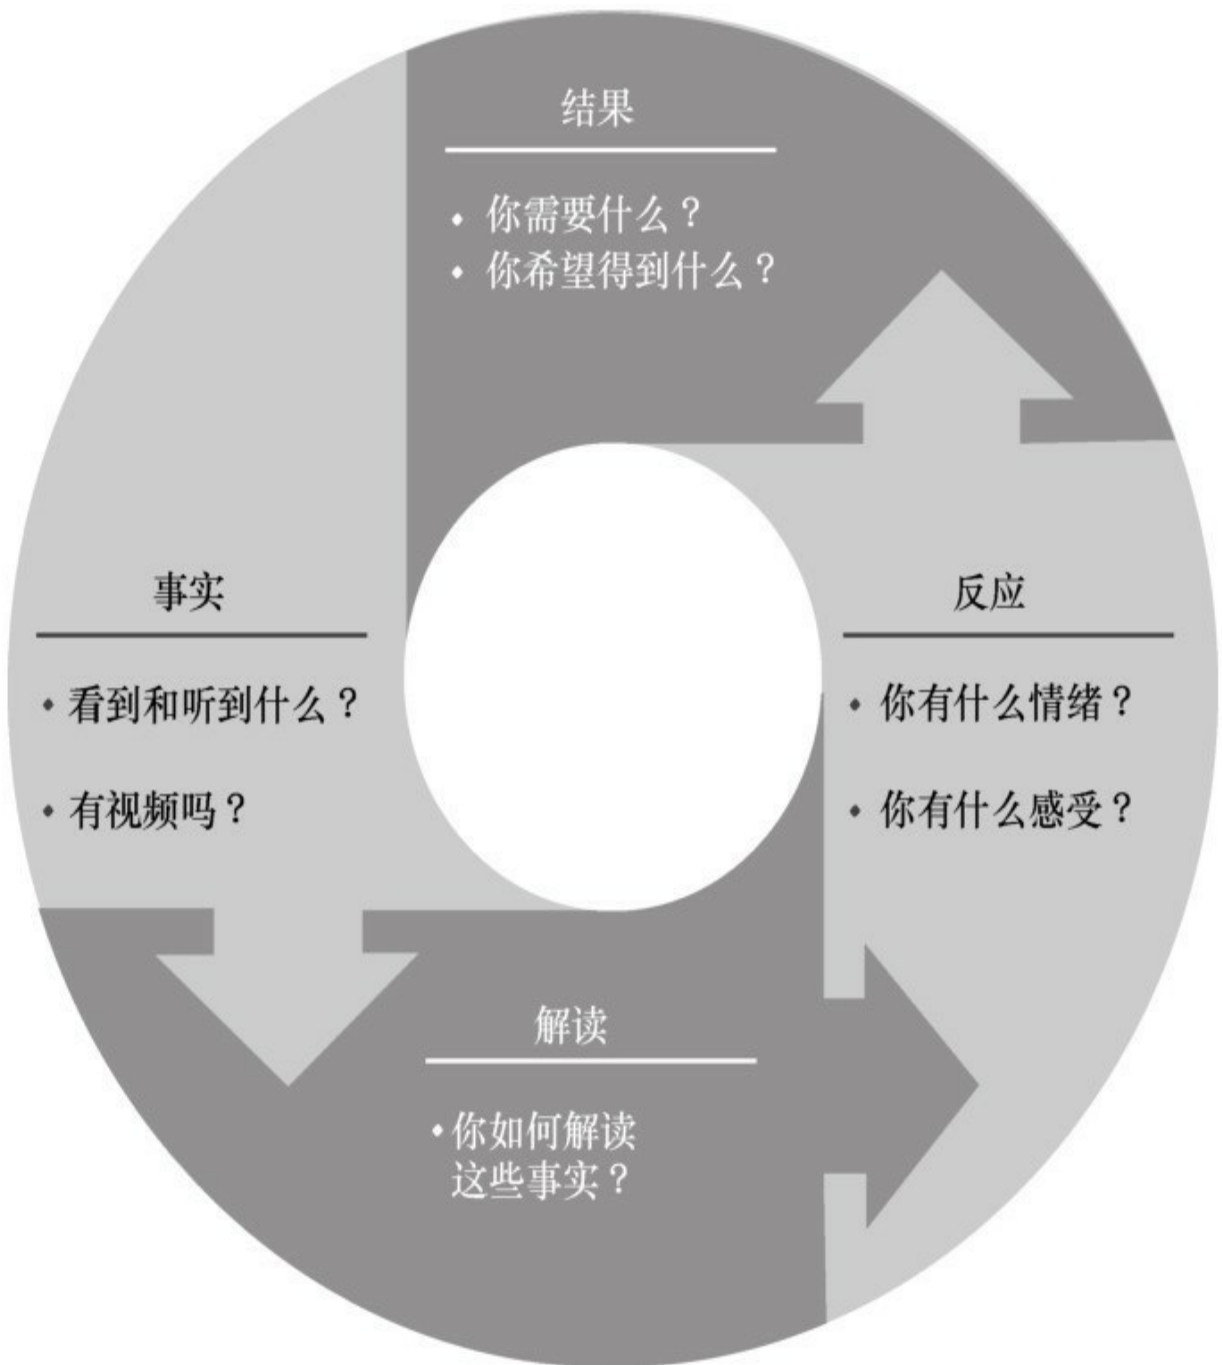 结果
• 你需要什么？
• 你希望得到什么？
事实
• 看到和听到什么？
• 有视频吗？
反应
• 你有什么情绪？
• 你有什么感受？
解读
• 你如何解读
这些事实？